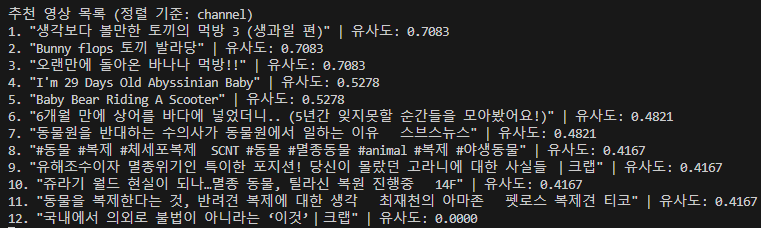 추천 영상 목록 (정렬 기준: channel)
1. "생각보다 볼만한 토끼의 먹방 3 (생과일 편)" | 유사도: 0.7083
2. "Bunny flops 토끼 발라당" | 유사도: 0.7083
3. "오랜만에 돌아온 바나나 먹방!!" | 유사도: 0.7083
4. "I'm 29 Days Old Abyssinian Baby" | 유사도: 0.5278
5. "Baby Bear Riding A Scooter" | 유사도: 0.5278
6. "6개월 만에 상어를 바다에 넣었더니.. (5년간 잊지못할 순간들을 모아봤어요!)" | 유사도: 0.4821
7. "동물원을 반대하는 수의사가 동물원에서 일하는 이유   스브스뉴스" | 유사도: 0.4821
8. "#동물 #복제 #체세포복제  SCNT #동물 #멸종동물 #animal #복제 #야생동물" | 유사도: 0.4167
9. "유해조수이자 멸종위기인 특이한 포지션! 당신이 몰랐던 고라니에 대한 사실들 ㅣ크랩" | 유사도: 0.4167
10. "쥬라기 월드 현실이 되나…멸종 동물, 털라신 복원 진행중   14F" | 유사도: 0.4167
11. "동물을 복제한다는 것, 반려견 복제에 대한 생각   최재천의 아마존   펫로스 복제견 티코" | 유사도: 0.4167
12. "국내에서 의외로 불법이 아니라는 ‘이것’ㅣ크랩" | 유사도: 0.0000